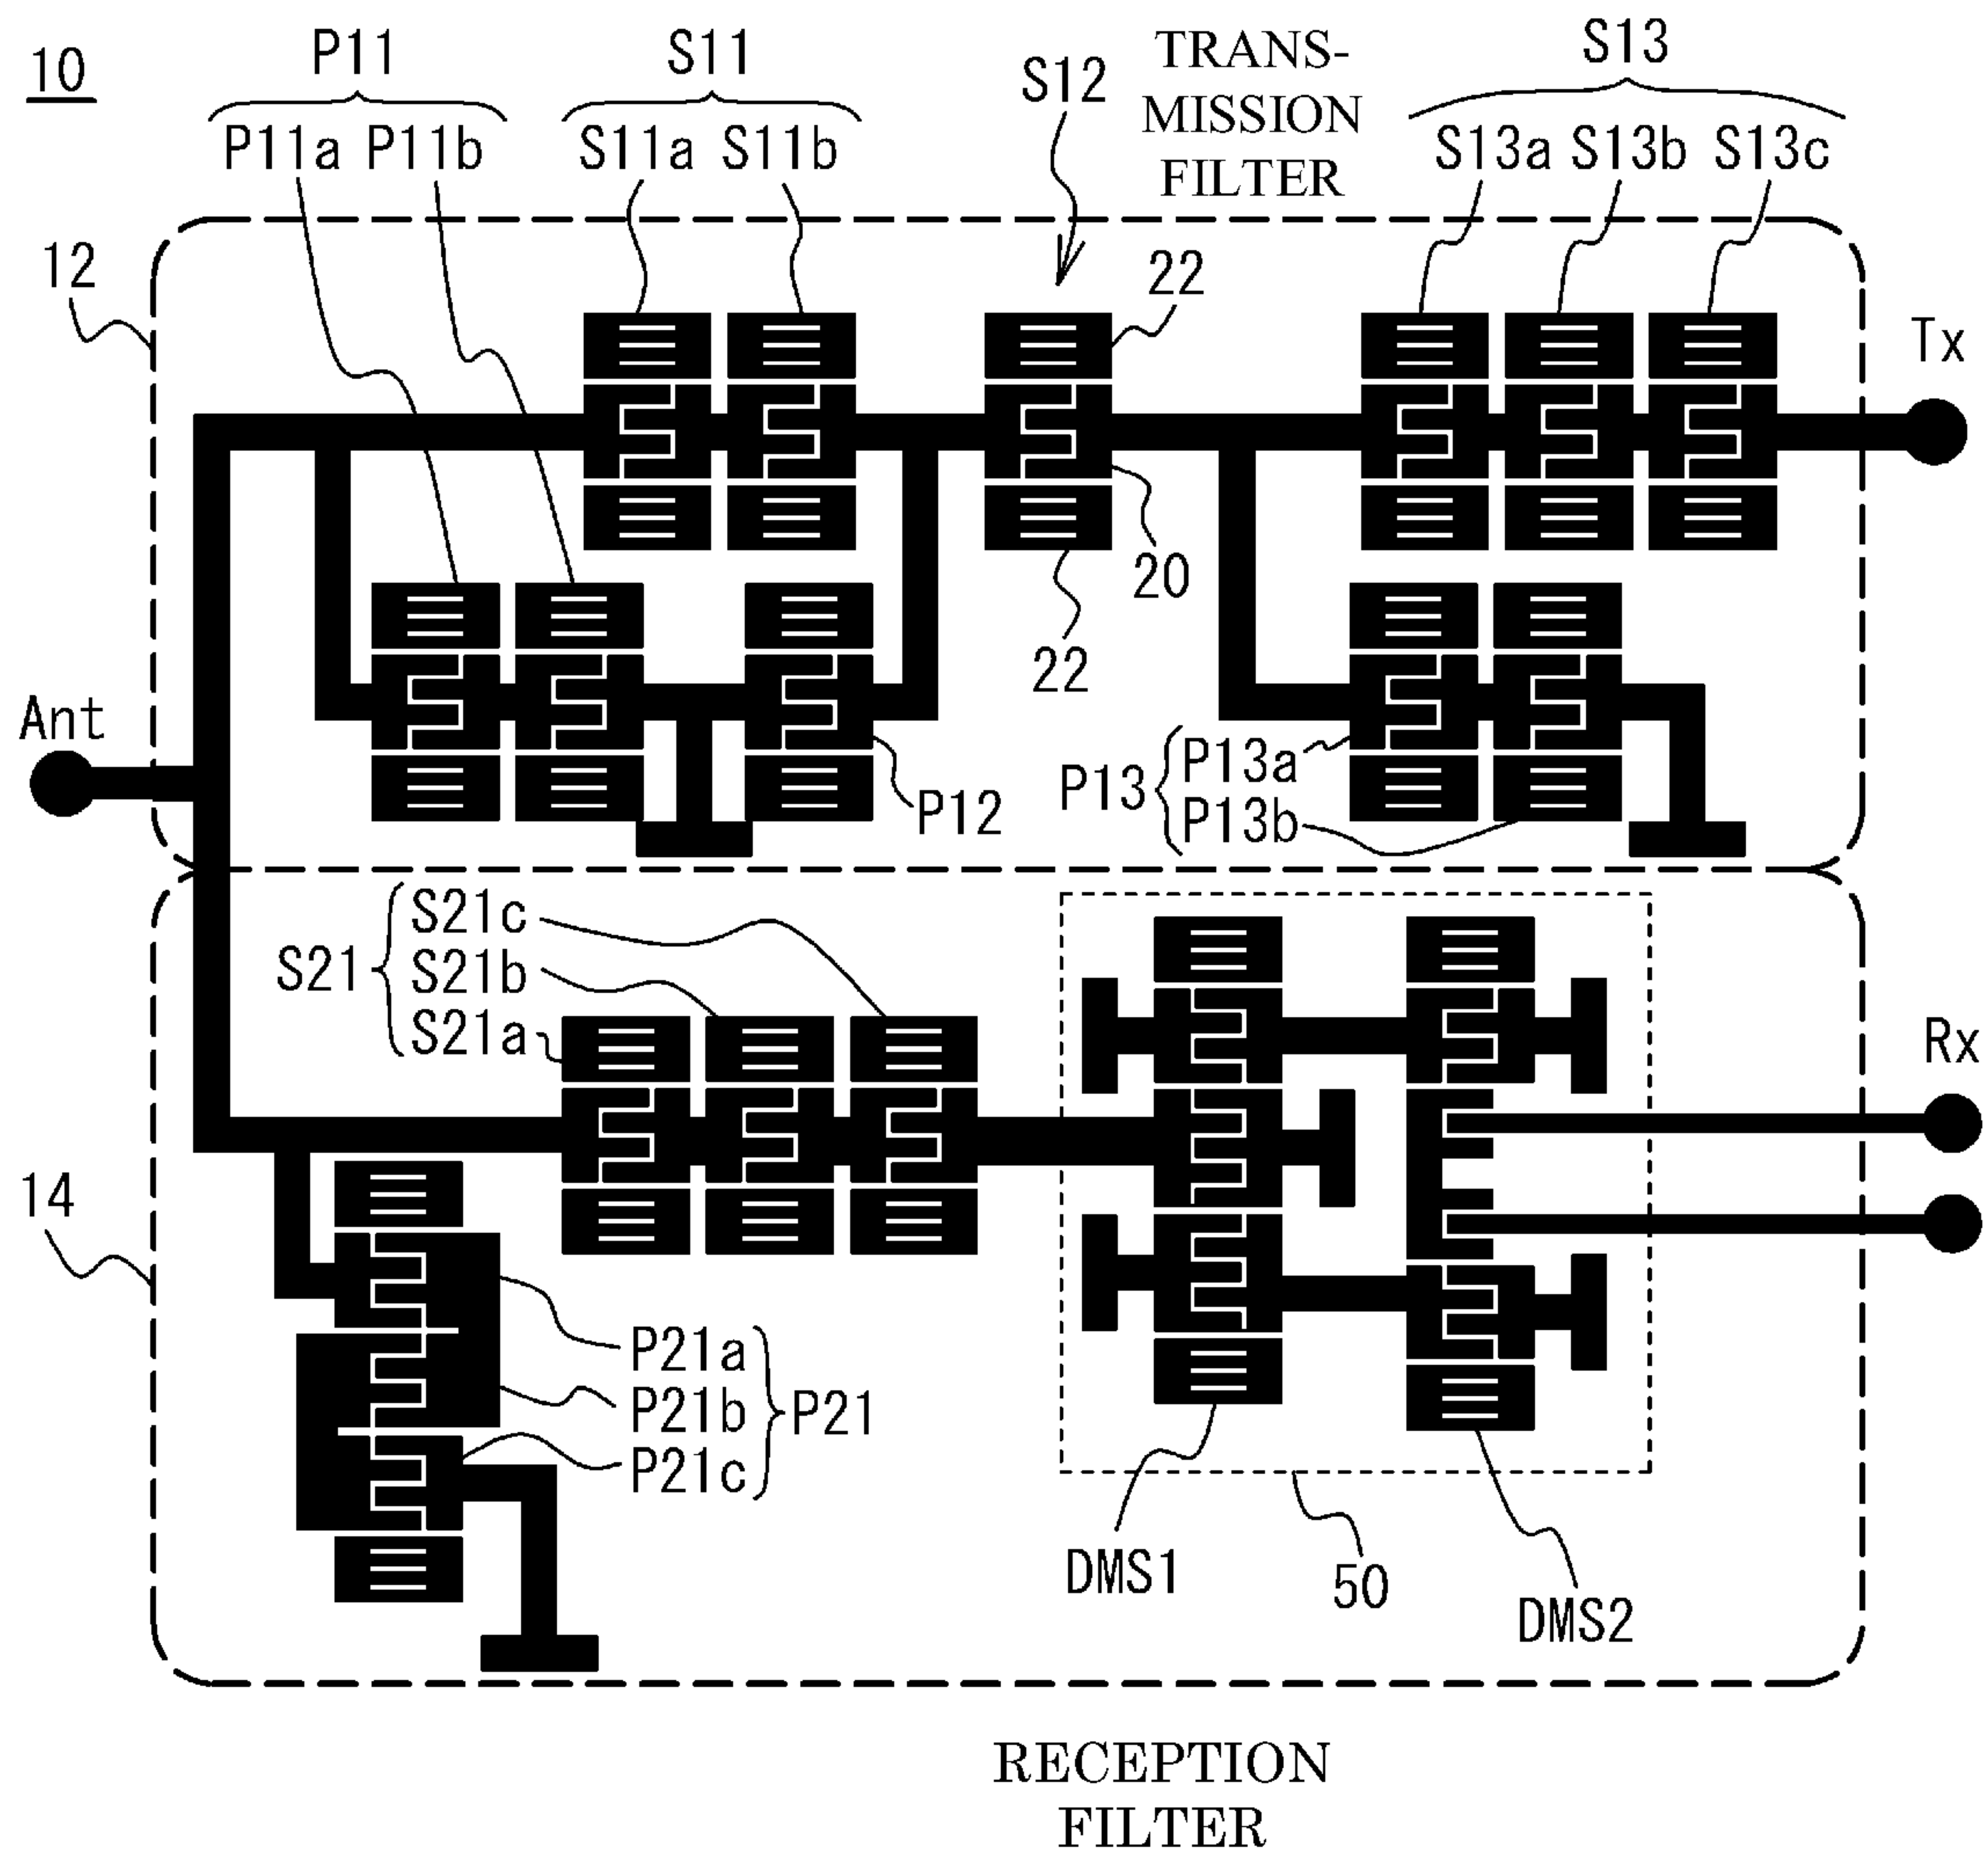 10
P11
S11
S12
TRANS-
MISSION
FILTER
S13
P11a P11b
S11a S11b
S13a S13b S13c
12
22
Tx
20
22
Ant
P12
P13
P13a
P13b
S21
S21c
S21b
S21a
Rx
14
P21a
P21b
P21c
P21
DMS1
50
DMS2
RECEPTION
FILTER